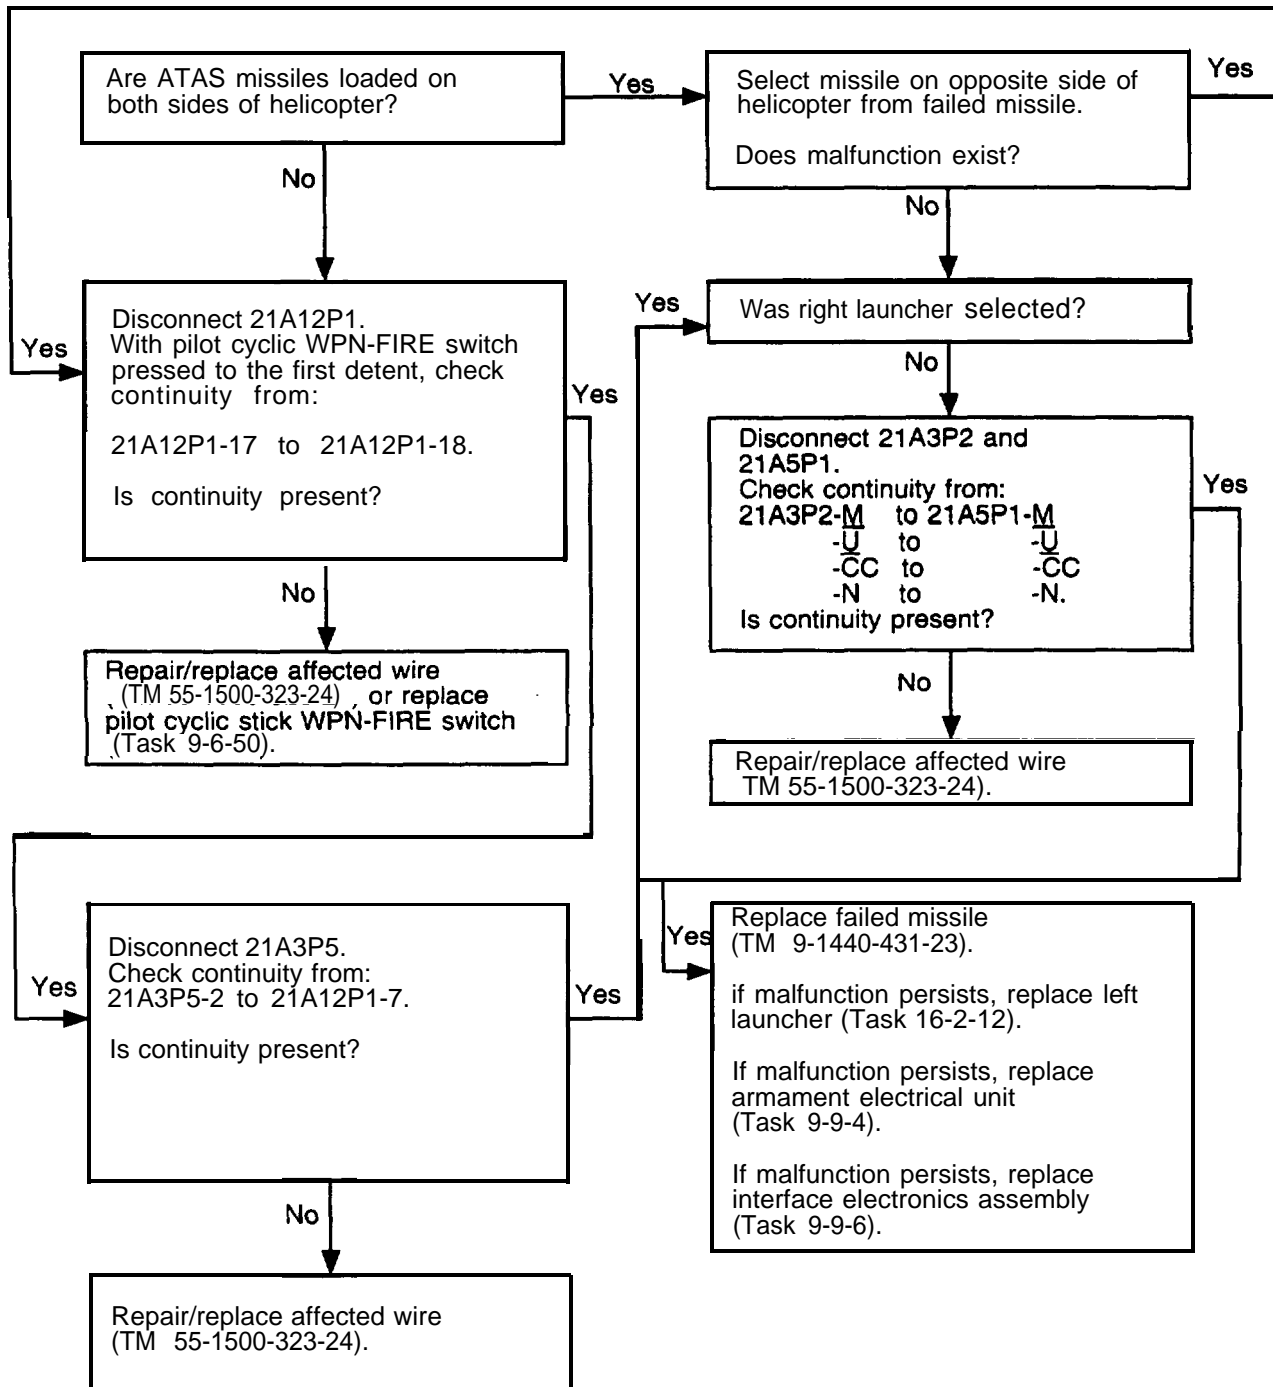 Are ATAS missiles loaded on
both sides of helicopter?
Yes
Select missile on opposite side of
helicopter from failed missile.
Does malfunction exist?
Yes
No
No
Yes
Disconnect 21A12P1.
With pilot cyclic WPN-FIRE switch
pressed to the first detent, check
continuity from:
21A12P1-17 to 21A12P1-18.
Is continuity present?
Yes
Yes
Was right launcher selected?
No
Disconnect 21A3P2 and
21A5P1.
Check continuity from:
21A3P2-M to 21A5P1-M
-U to -U
-CC to -CC
-N to -N.
Is continuity present?
Yes
No
Repair/replace affected wire
(TM 55-1500-323-24) , or replace
pilot cyclic stick WPN-FIRE switch
(Task 9-6-50).
No
Repair/replace affected wire
TM 55-1500-323-24).
Yes
Disconnect 21A3P5.
Check continuity from:
21A3P5-2 to 21A12P1-7.
Is continuity present?
Yes
Yes
Replace failed missile
(TM 9-1440-431-23).
if malfunction persists, replace left
launcher (Task 16-2-12).
If malfunction persists, replace
armament electrical unit
(Task 9-9-4).
If malfunction persists, replace
interface electronics assembly
(Task 9-9-6).
No
Repair/replace affected wire
(TM 55-1500-323-24).